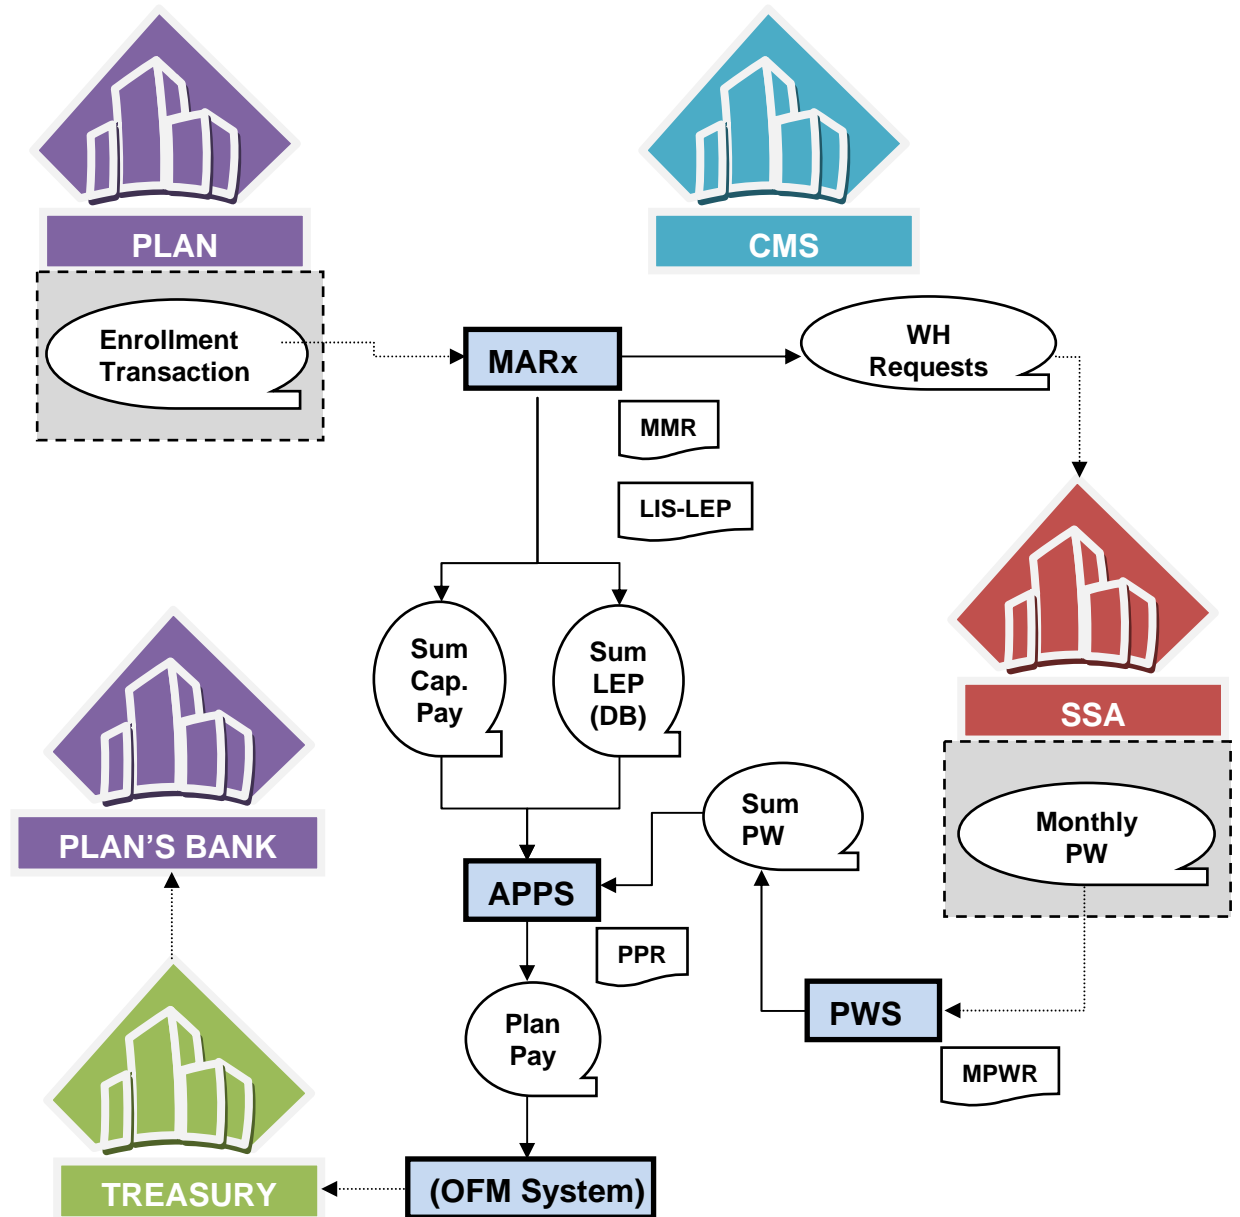 PLAN
CMS
Enrollment
Transaction
MARx
WH
Requests
MMR
LIS-LEP
Sum
Cap.
Pay
Sum
LEP
(DB)
SSA
PLAN'S BANK
Sum
PW
Monthly
PW
APPS
PPR
PWS
Plan
Pay
MPWR
TREASURY
(OFM System)